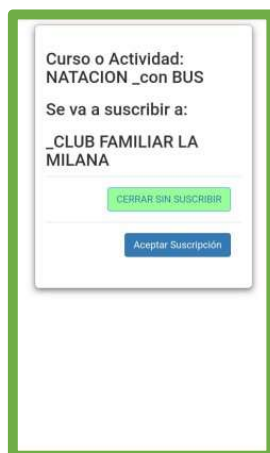 Curso o Actividad:
NATACION _con BUS
Se va a suscribir a:
_CLUB FAMILIAR LA
MILANA
CERRAR SIN SUSCRIBIR
Aceptar Suscripción